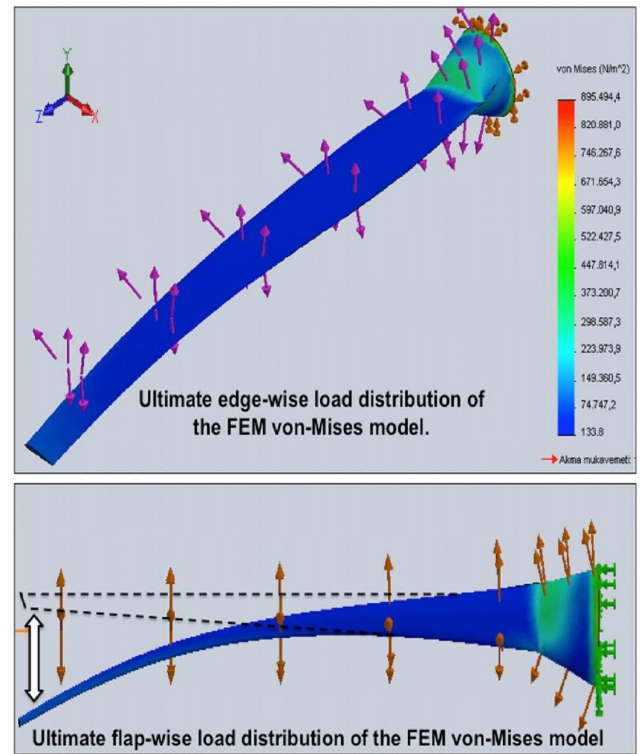 Y
Z
X
von Mises (N/m^2)
895.494,4
820.881,0
746.267,6
671.654,3
597.040,9
522.427,5
447.814,1
373.200,7
298.587,3
223.973,9
149.360,5
74.747,2
133.8
Akma mukavemeti:
Ultimate edge-wise load distribution of
the FEM von-Mises model.
Ultimate flap-wise load distribution of the FEM von-Mises model